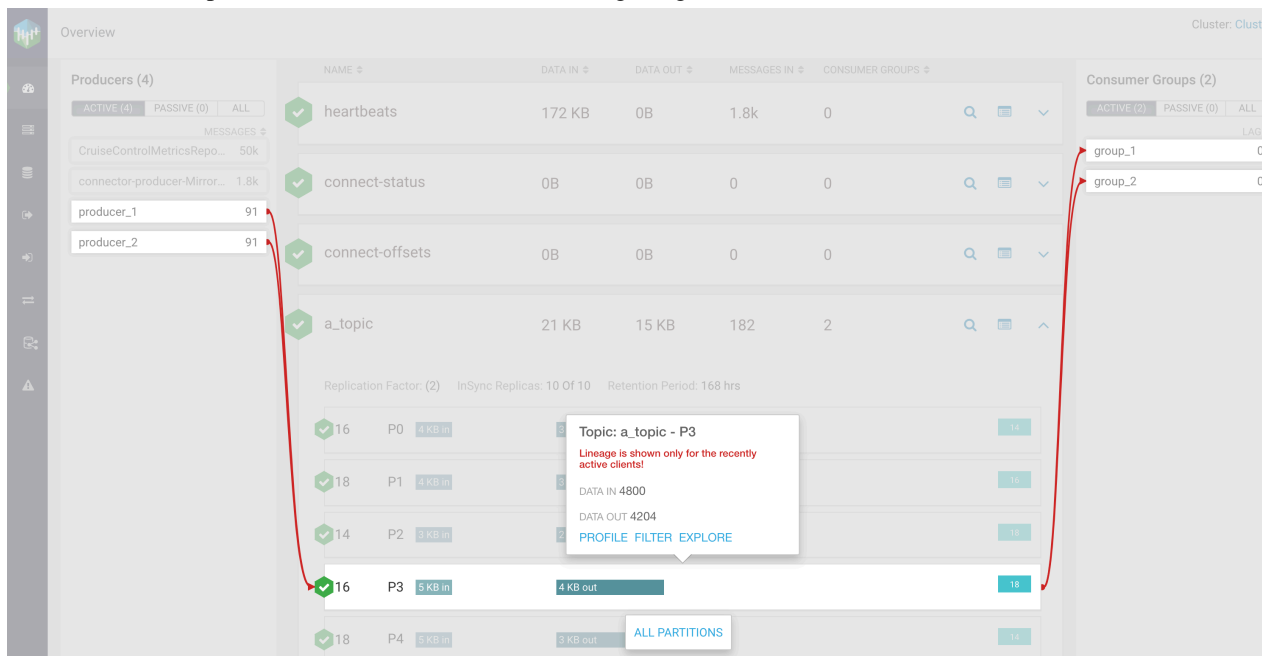 Overview
Cluster: Clust
Producers (4)
ACTIVE (4) PASSIVE (0) ALL
MESSAGES
CruiseControlMetricsRepo... 50k
connector-producer-Mirror... 1.8k
producer_1 91
producer_2 91
NAME DATA IN DATA OUT MESSAGES IN CONSUMER GROUPS
heartbeats 172 KB 0B 1.8k 0
connect-status 0B 0B 0 0
connect-offsets 0B 0B 0 0
a_topic 21 KB 15 KB 182 2
Replication Factor: (2) InSync Replicas: 10 Of 10 Retention Period: 168 hrs
16 P0 4 KB in 3 14
18 P1 4 KB in 3 16
14 P2 3 KB in 2 18
16 P3 5 KB in 4 KB out 18
18 P4 5 KB in 3 KB out 14
Topic: a_topic - P3
Lineage is shown only for the recently
active clients!
DATA IN 4800
DATA OUT 4204
PROFILE FILTER EXPLORE
ALL PARTITIONS
Consumer Groups (2)
ACTIVE (2) PASSIVE (0) ALL
LAG
group_1 0
group_2 0